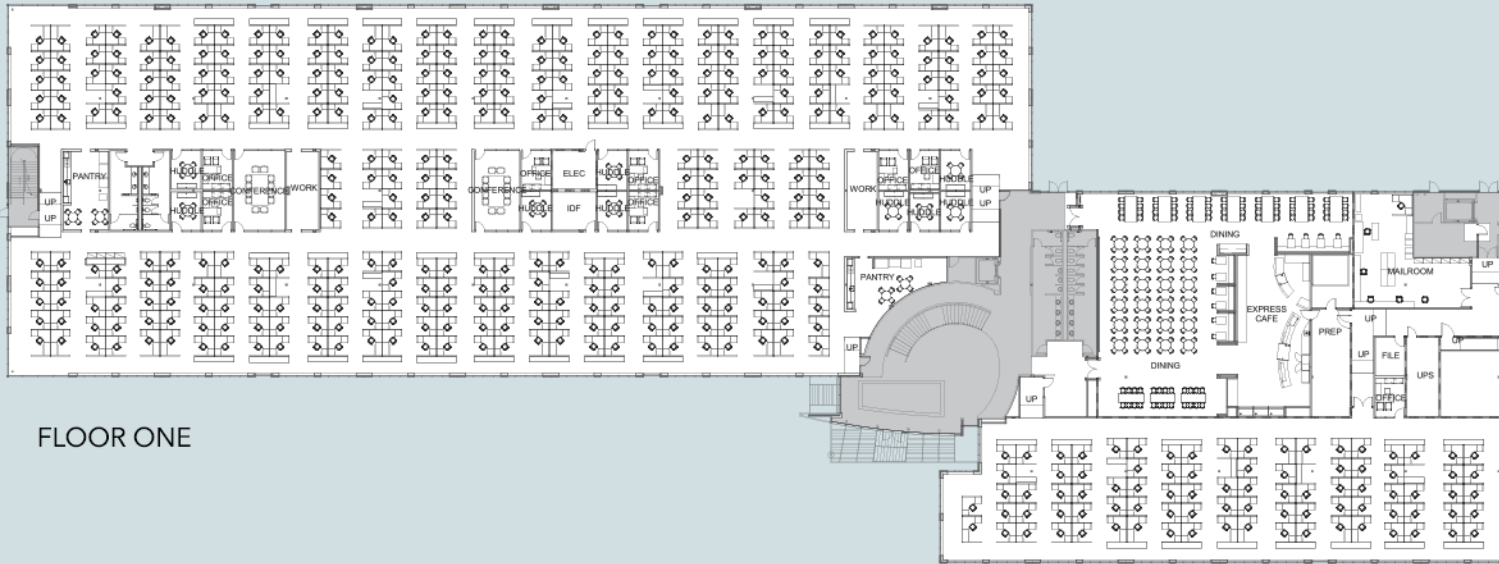 PANTRY
HUDDLE
OFFICE
HUDDLE
OFFICE
CONFERENCE
WORK
UP
UP
CONFERENCE
OFFICE
HUDDLE
ELEC
IDF
HUDDLE
HUDDLE
OFFICE
OFFICE
WORK
OFFICE
HUDDLE
OFFICE
HUDDLE
HUDDLE
HUDDLE
UP
UP
PANTRY
UP
UP
DINING
DINING
EXPRESS
CAFE
PREP
MAILROOM
UP
UP
UP
FILE
OFFICE
UPS
UP
FLOOR ONE